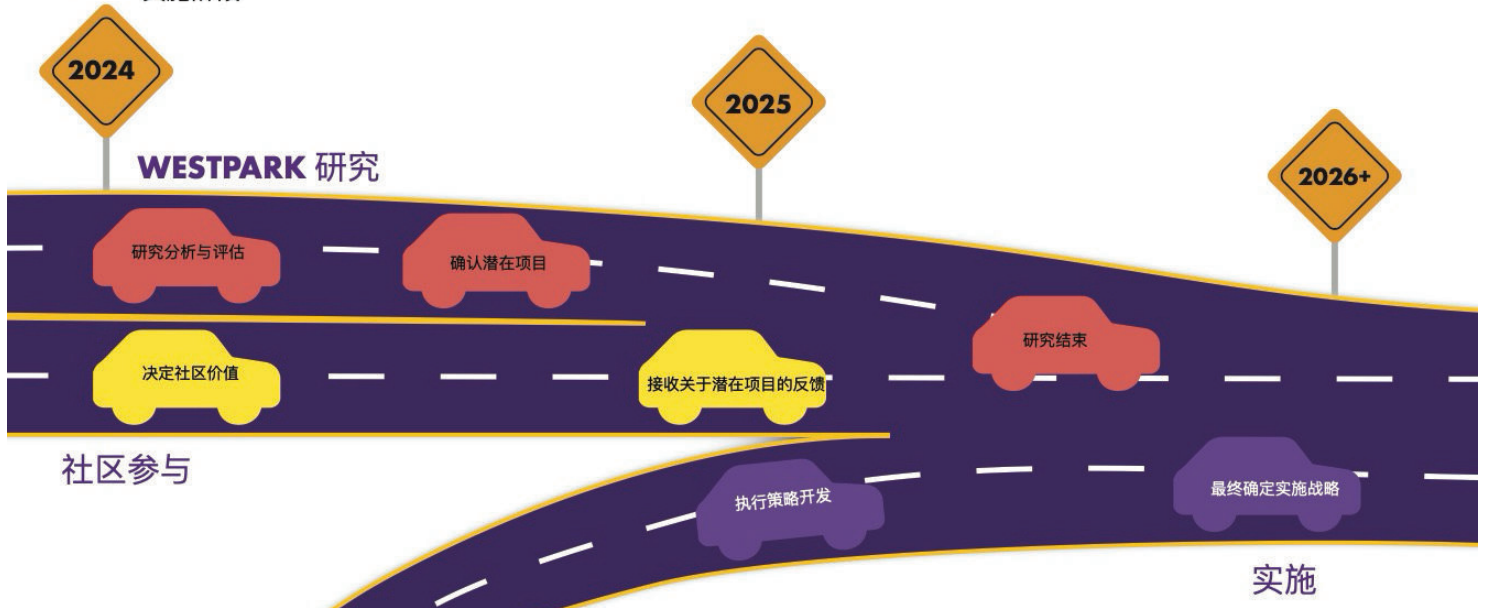 2024
2025
2026+
WESTPARK 研究
研究分析与评估
确认潜在项目
研究结束
决定社区价值
接收关于潜在项目的反馈
社区参与
执行策略开发
最终确定实施战略
实施